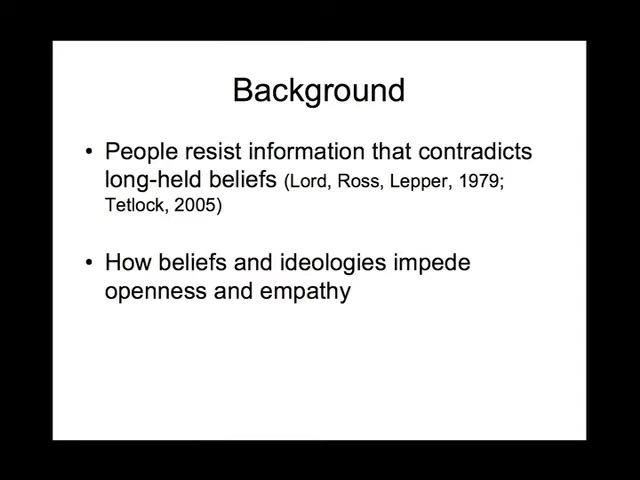 Background
• People resist information that contradicts
long-held beliefs (Lord, Ross, Lepper, 1979;
Tetlock, 2005)
• How beliefs and ideologies impede
openness and empathy